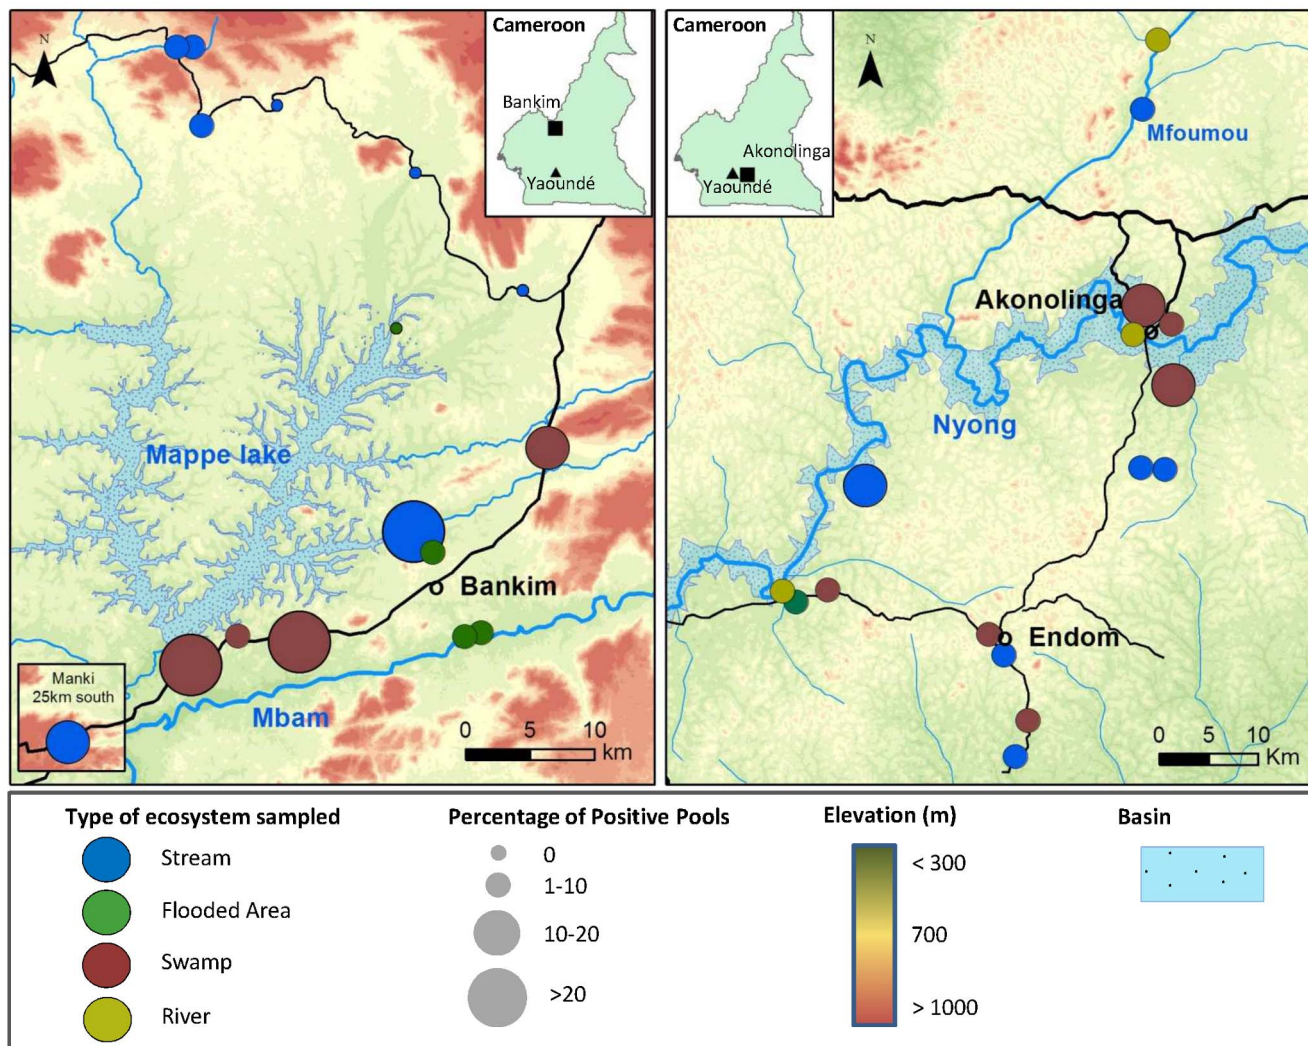 N
Cameroon
Bankim
Yaoundé
Mappe lake
Bankim
Manki
25km south
Mbam
0 5 10
km
N
Cameroon
Akonolinga
Yaoundé
Mfoumou
Akonolinga
Nyong
Endom
0 5 10
Km
Type of ecosystem sampled
Stream
Flooded Area
Swamp
River
Percentage of Positive Pools
0
1-10
10-20
>20
Elevation (m)
< 300
700
> 1000
Basin